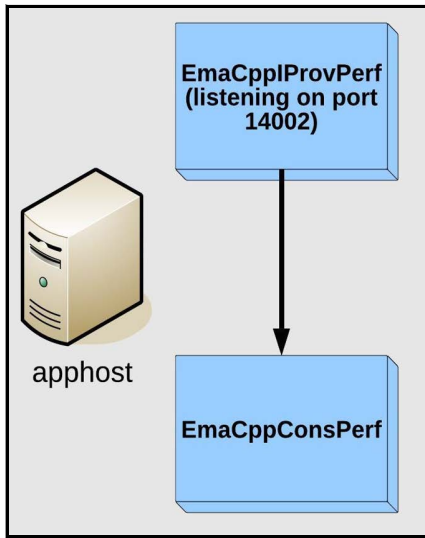 EmaCppIProvPerf
(listening on port
14002)
apphost
EmaCppConsPerf